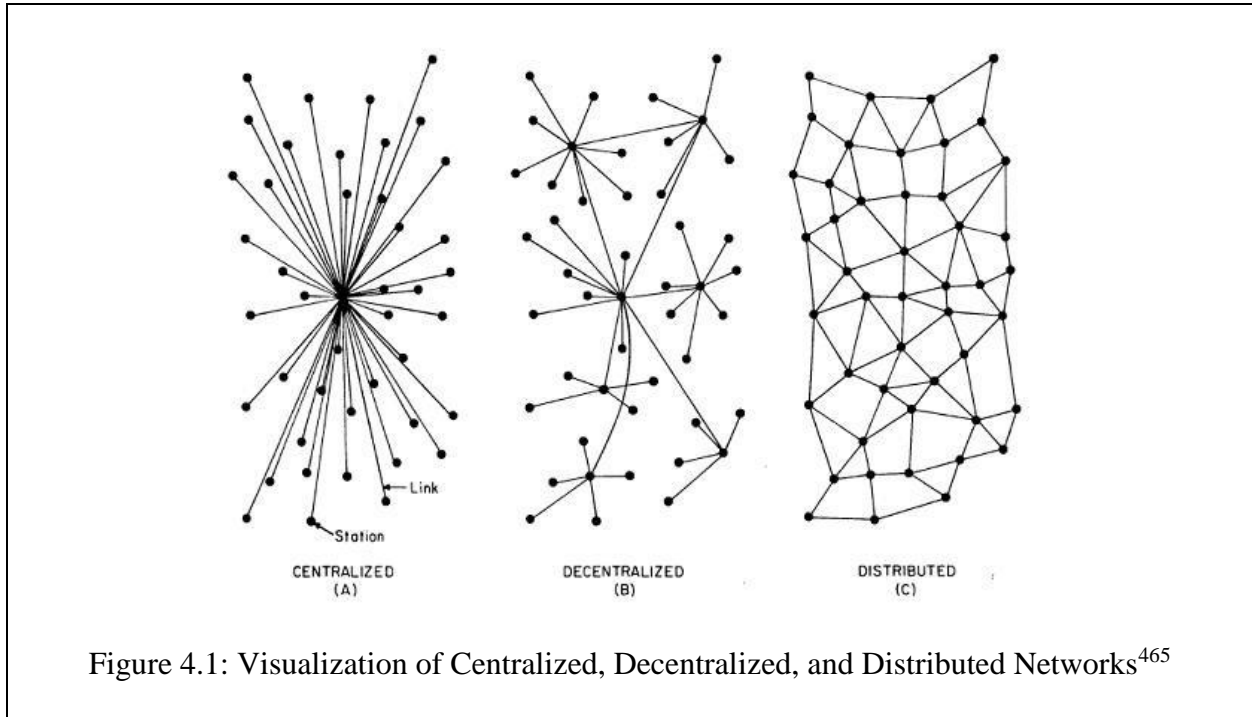 Link
Station
CENTRALIZED
(A)
DECENTRALIZED
(B)
DISTRIBUTED
(C)
Figure 4.1: Visualization of Centralized, Decentralized, and Distributed Networks465